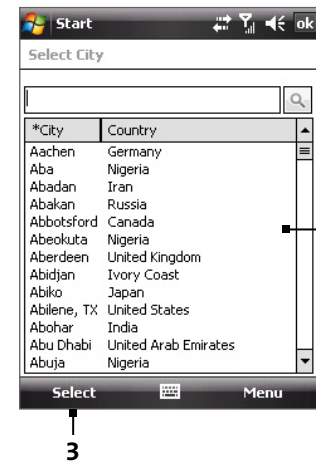 Start ok
Select City
*City Country
Aachen Germany
Aba Nigeria
Abadan Iran
Abakan Russia
Abbotsford Canada
Abeokuta Nigeria
Aberdeen United Kingdom
Abidjan Ivory Coast
Abiko Japan
Abilene, TX United States
Abohar India
Abu Dhabi United Arab Emirates
Abuja Nigeria
Select Menu
3